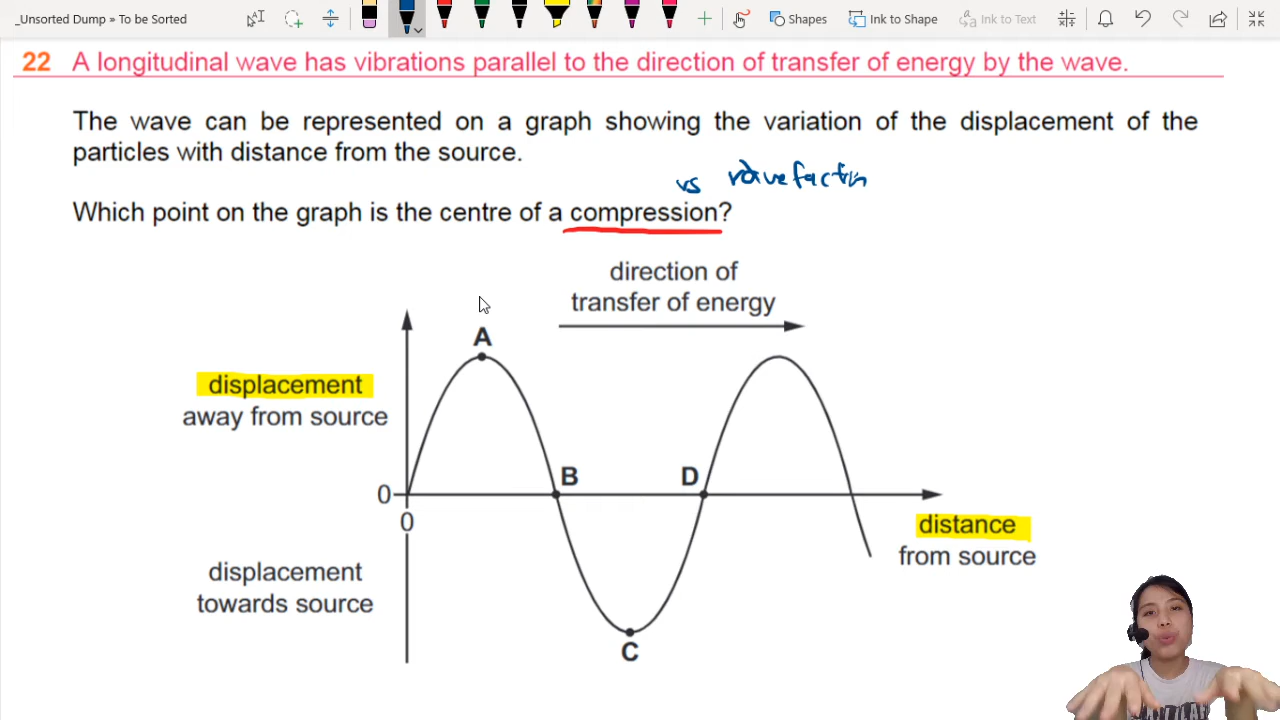 _Unsorted Dump » To be Sorted
Shapes
Ink to Shape
Ink to Text
22 A longitudinal wave has vibrations parallel to the direction of transfer of energy by the wave.
The wave can be represented on a graph showing the variation of the displacement of the
particles with distance from the source.
vs
Which point on the graph is the centre of a compression?
direction of
transfer of energy
A
displacement
away from source
B
D
0
0
distance
from source
displacement
towards source
C